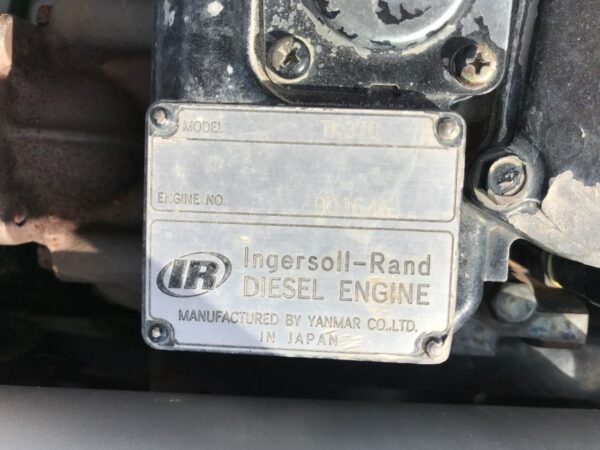 MODEL
ENGINE NO.
IR Ingersoll-Rand
DIESEL ENGINE
MANUFACTURED BY YANMAR CO.,LTD.
IN JAPAN